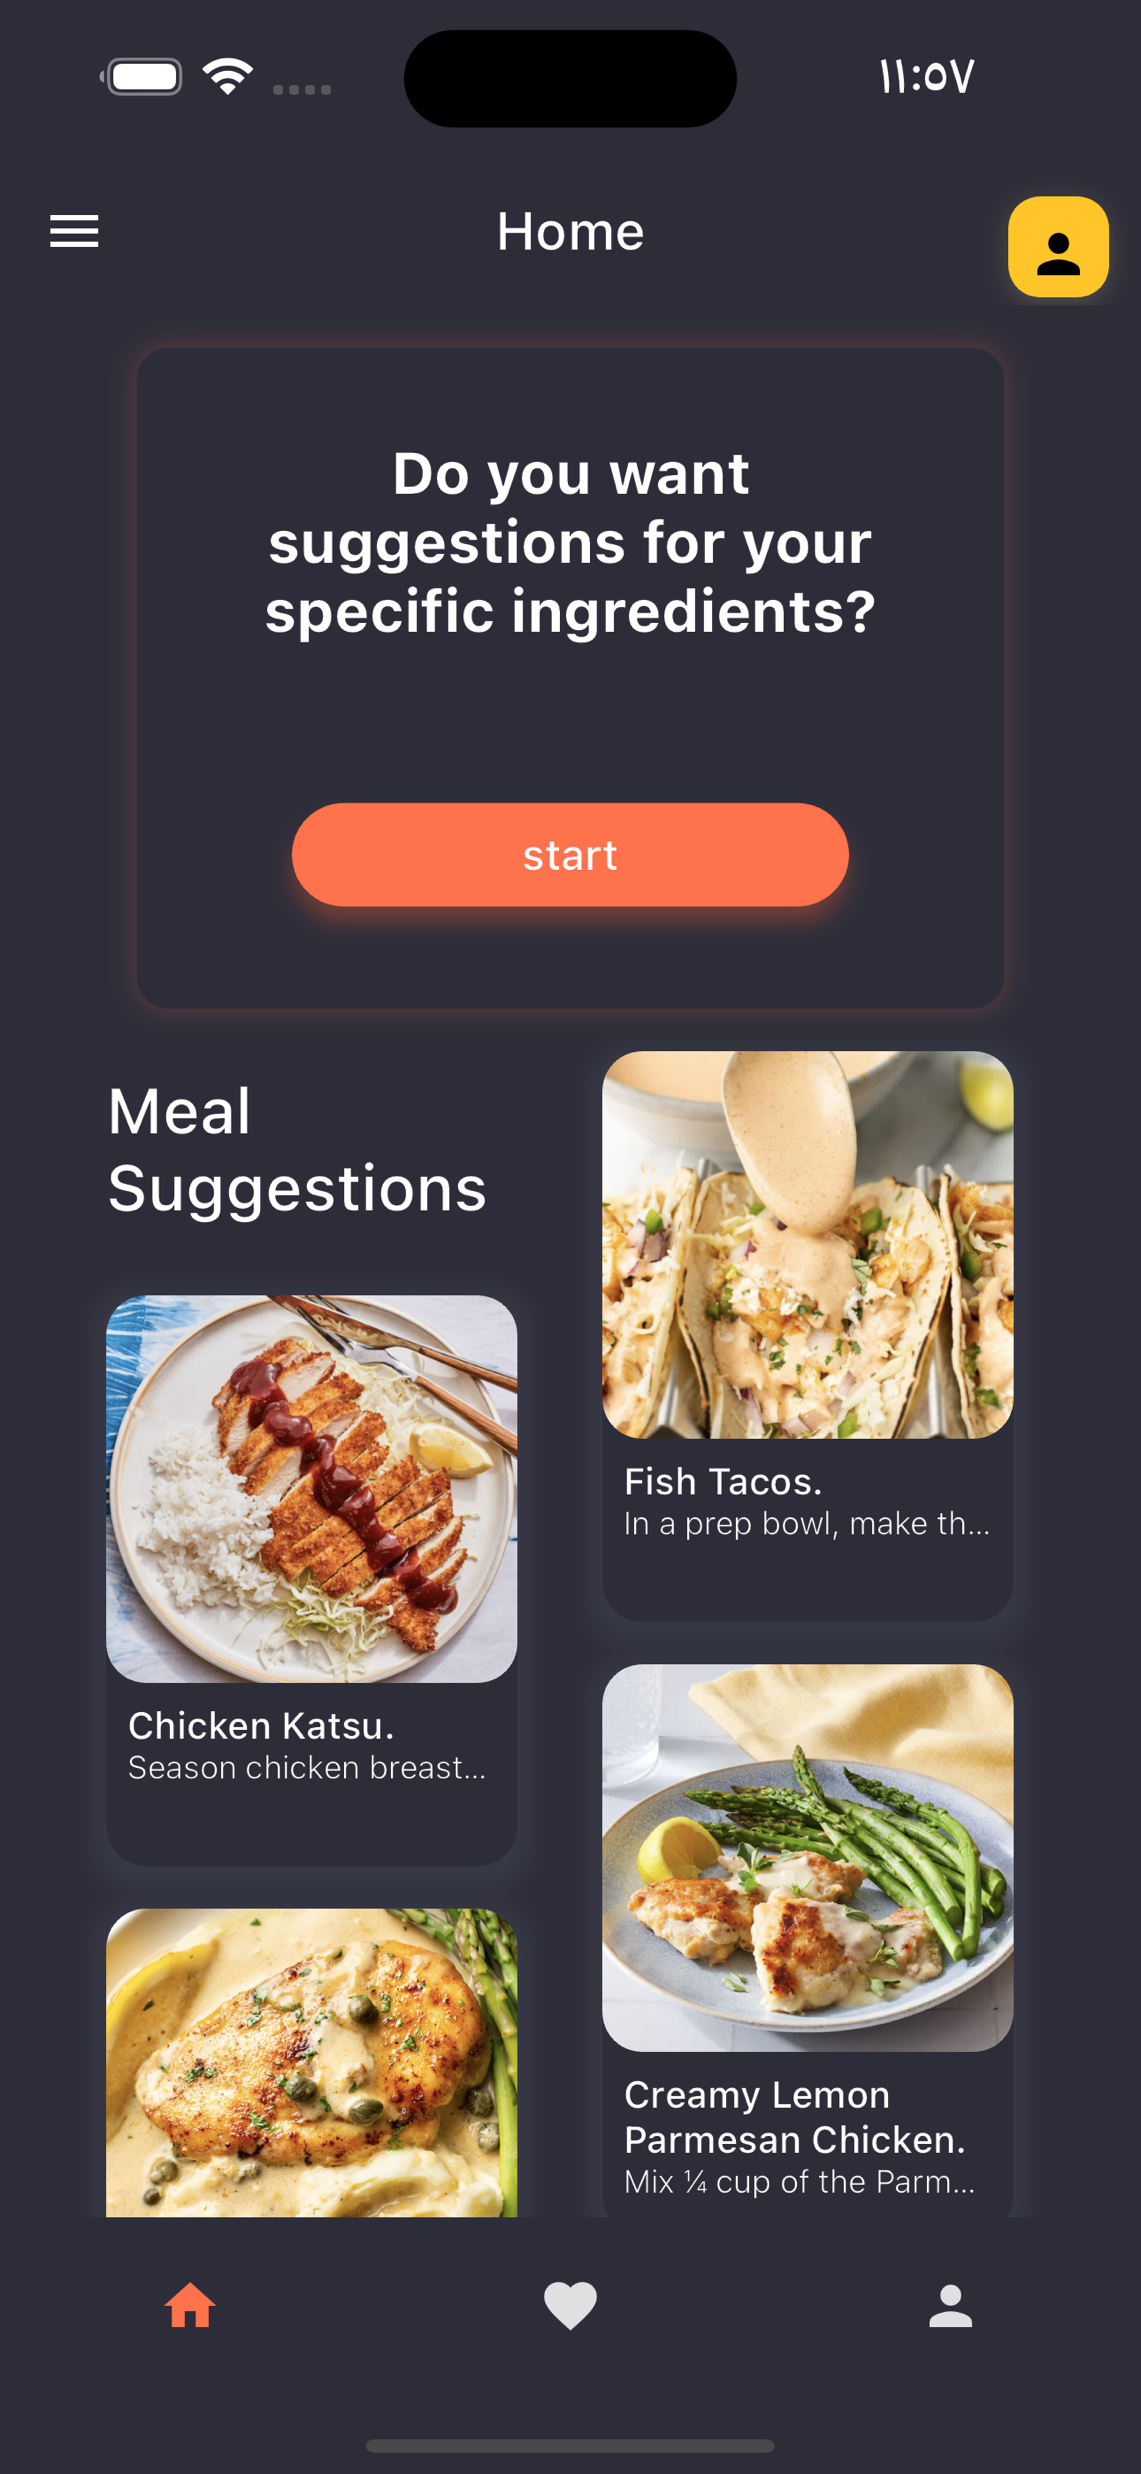 ١١:٥٧
Home
Do you want
suggestions for your
specific ingredients?
start
Meal
Suggestions
Fish Tacos.
In a prep bowl, make th...
Chicken Katsu.
Season chicken breast...
Creamy Lemon
Parmesan Chicken.
Mix ¼ cup of the Parm...